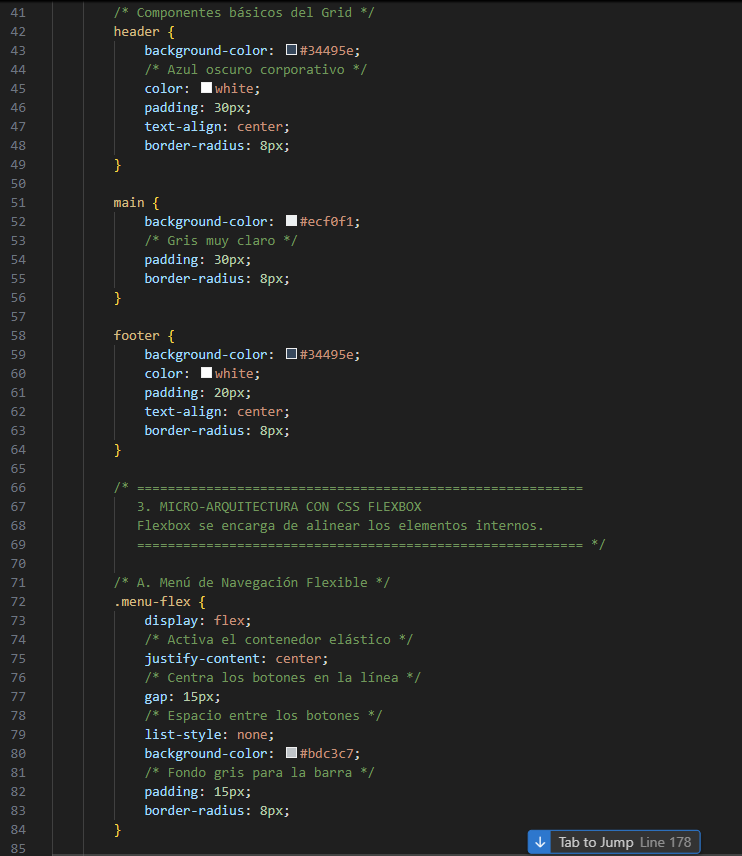 41 /* Componentes básicos del Grid */
42 header {
43 background-color: #34495e;
44 /* Azul oscuro corporativo */
45 color: white;
46 padding: 30px;
47 text-align: center;
48 border-radius: 8px;
49 }
50
51 main {
52 background-color: #ecf0f1;
53 /* Gris muy claro */
54 padding: 30px;
55 border-radius: 8px;
56 }
57
58 footer {
59 background-color: #34495e;
60 color: white;
61 padding: 20px;
62 text-align: center;
63 border-radius: 8px;
64 }
65
66 /* ==========================================================
67 3. MICRO-ARQUITECTURA CON CSS FLEXBOX
68 Flexbox se encarga de alinear los elementos internos.
69 ========================================================== */
70
71 /* A. Menú de Navegación Flexible */
72 .menu-flex {
73 display: flex;
74 /* Activa el contenedor elástico */
75 justify-content: center;
76 /* Centra los botones en la línea */
77 gap: 15px;
78 /* Espacio entre los botones */
79 list-style: none;
80 background-color: #bdc3c7;
81 /* Fondo gris para la barra */
82 padding: 15px;
83 border-radius: 8px;
84 }
85
Tab to Jump Line 178